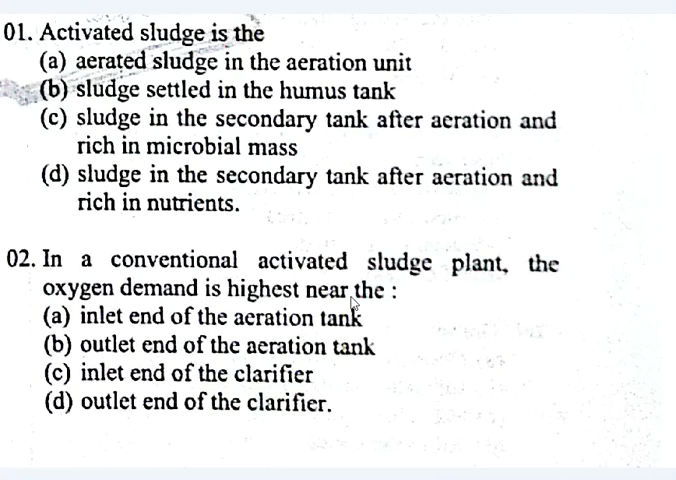 01. Activated sludge is the
(a) aerated sludge in the aeration unit
(b) sludge settled in the humus tank
(c) sludge in the secondary tank after aeration and
rich in microbial mass
(d) sludge in the secondary tank after aeration and
rich in nutrients.
02. In a conventional activated sludge plant, the
oxygen demand is highest near the :
(a) inlet end of the aeration tank
(b) outlet end of the aeration tank
(c) inlet end of the clarifier
(d) outlet end of the clarifier.